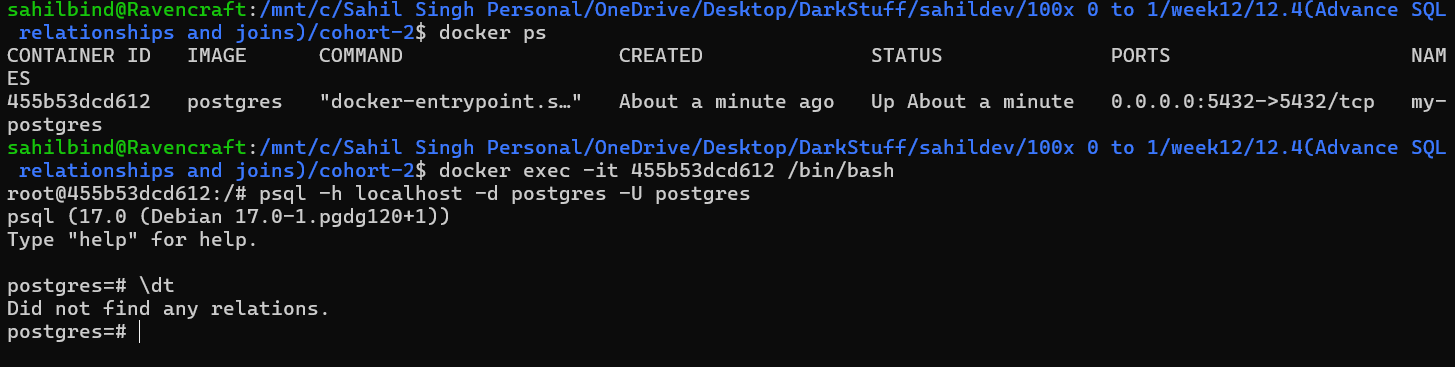 sahilbind@Ravencraft:/mnt/c/Sahil Singh Personal/OneDrive/Desktop/DarkStuff/sahildev/100x 0 to 1/week12/12.4(Advance SQL
 relationships and joins)/cohort-2$ docker ps
CONTAINER ID   IMAGE      COMMAND                  CREATED              STATUS              PORTS                    NAM
ES
455b53dcd612   postgres   "docker-entrypoint.s…"   About a minute ago   Up About a minute   0.0.0.0:5432->5432/tcp   my-
postgres
sahilbind@Ravencraft:/mnt/c/Sahil Singh Personal/OneDrive/Desktop/DarkStuff/sahildev/100x 0 to 1/week12/12.4(Advance SQL
 relationships and joins)/cohort-2$ docker exec -it 455b53dcd612 /bin/bash
root@455b53dcd612:/# psql -h localhost -d postgres -U postgres
psql (17.0 (Debian 17.0-1.pgdg120+1))
Type "help" for help.

postgres=# \dt
Did not find any relations.
postgres=#